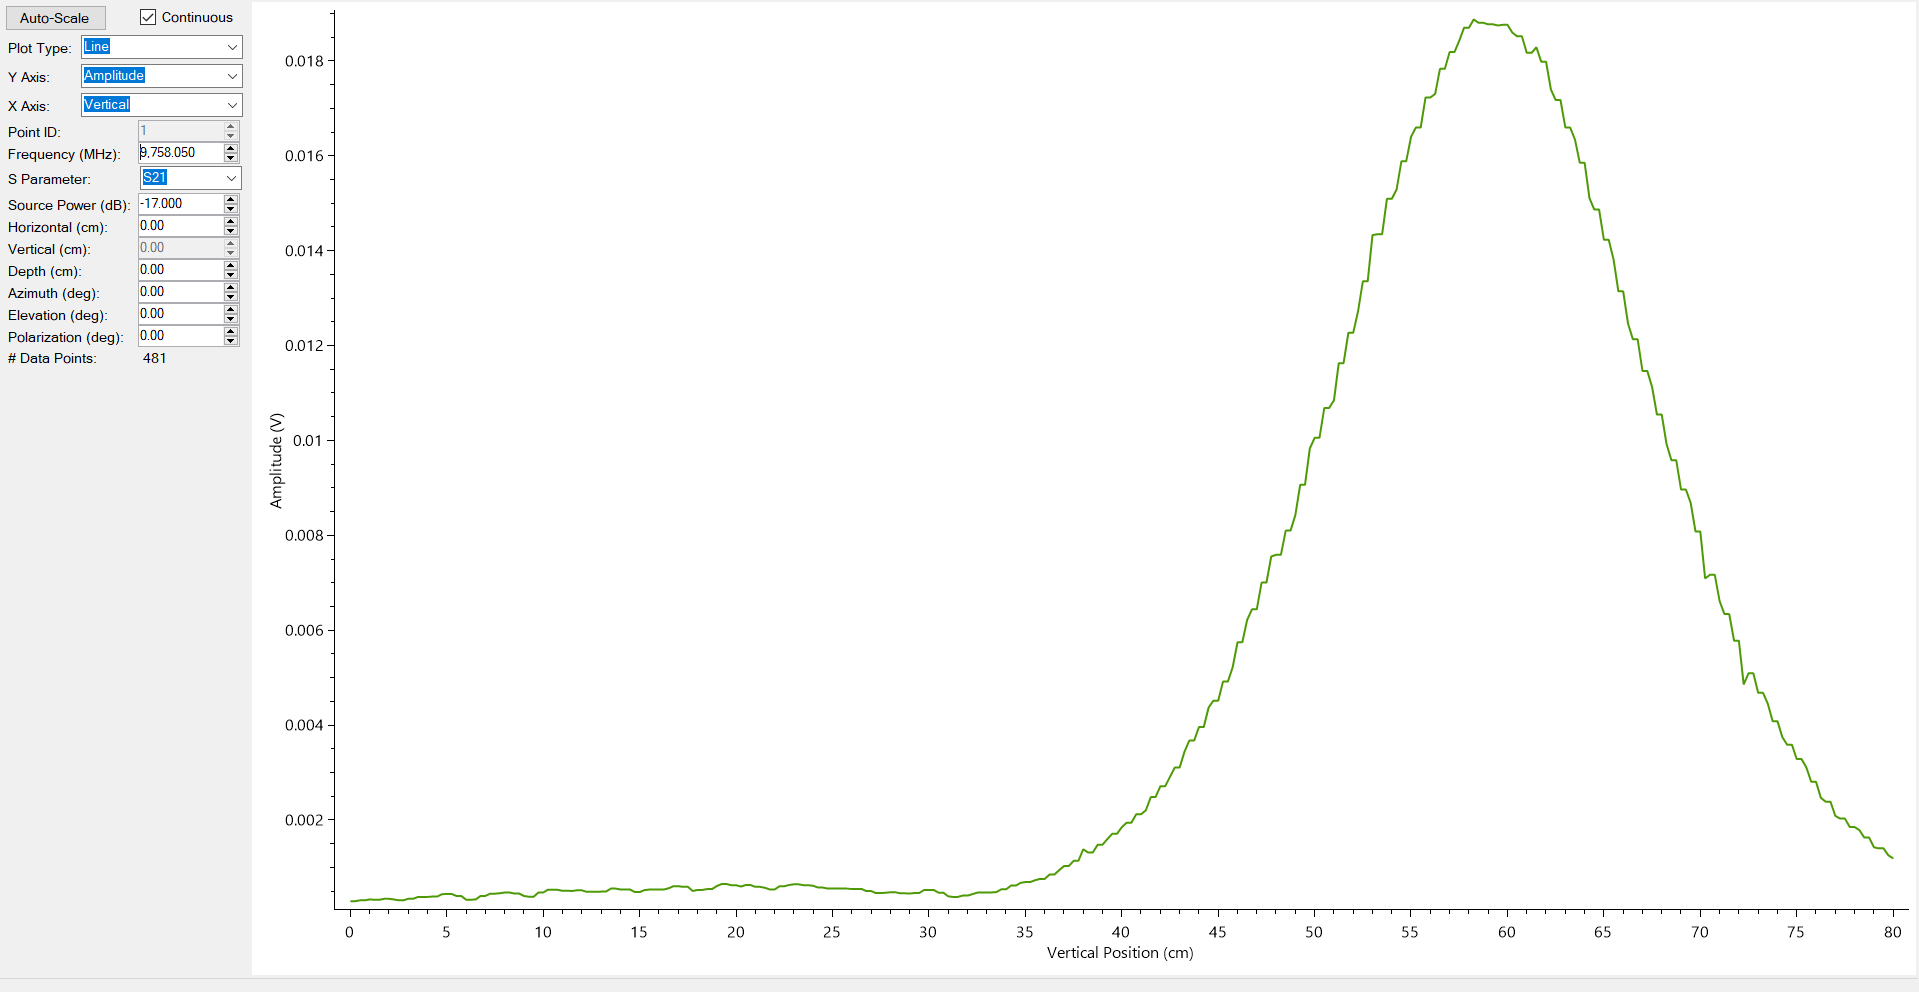 Auto-Scale Continuous
Plot Type: Line
Y Axis: Amplitude
X Axis: Vertical
Point ID: 1
Frequency (MHz): 9,758.050
S Parameter: S21
Source Power (dB): -17.000
Horizontal (cm): 0.00
Vertical (cm): 0.00
Depth (cm): 0.00
Azimuth (deg): 0.00
Elevation (deg): 0.00
Polarization (deg): 0.00
# Data Points: 481
Amplitude (V)
0.018
0.016
0.014
0.012
0.01
0.008
0.006
0.004
0.002
0 5 10 15 20 25 30 35 40 45 50 55 60 65 70 75 80
Vertical Position (cm)